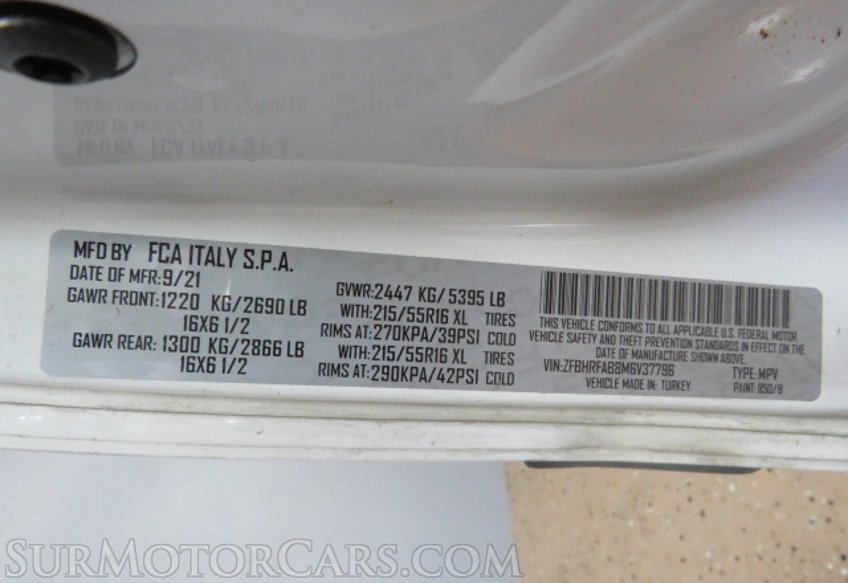 MFD BY FCA ITALY S.P.A.
DATE OF MFR:9/21
GAWR FRONT:1220 KG/2690 LB
16X6 1/2
GAWR REAR: 1300 KG/2866 LB
16X6 1/2
GVWR:2447 KG/5395 LB
WITH:215/55R16 XL TIRES
RIMS AT:270KPA/39PSI COLD
WITH:215/55R16 XL TIRES
RIMS AT:290KPA/42PSI COLD
THIS VEHICLE CONFORMS TO ALL APPLICABLE U.S. FEDERAL MOTOR
VEHICLE SAFETY AND THEFT PREVENTION STANDARDS IN EFFECT ON THE
DATE OF MANUFACTURE SHOWN ABOVE.
VIN:ZFBHRFAB8M6V37796 TYPE: MPV
VEHICLE MADE IN: TURKEY PAINT 850/B
SURMOTORCARS.COM